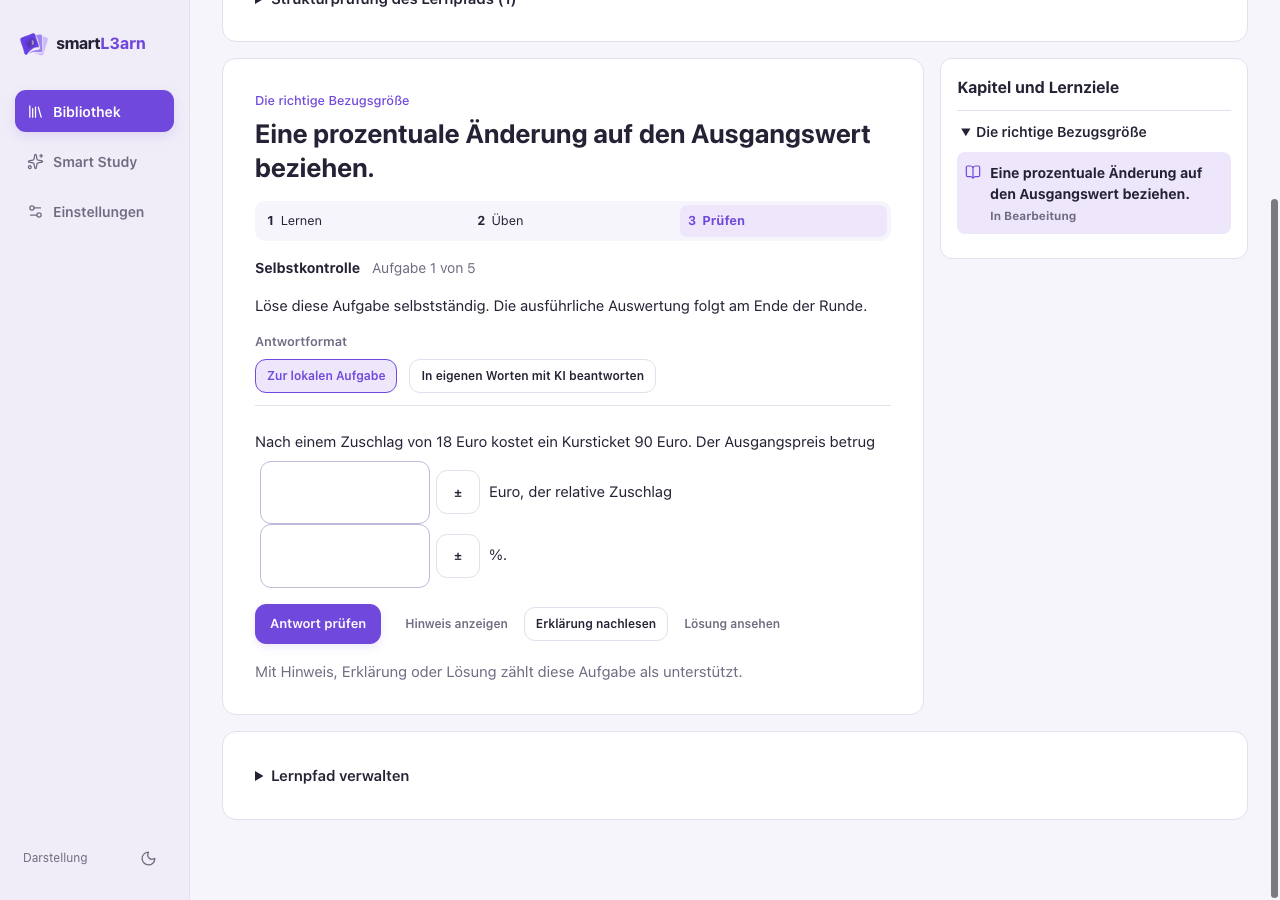 Strukturprüfung des Lernpfads (1)
smartL3arn
Bibliothek
Smart Study
Einstellungen
Darstellung
Die richtige Bezugsgröße
Eine prozentuale Änderung auf den Ausgangswert
beziehen.
1 Lernen
2 Üben
3 Prüfen
Selbstkontrolle Aufgabe 1 von 5
Löse diese Aufgabe selbstständig. Die ausführliche Auswertung folgt am Ende der Runde.
Antwortformat
Zur lokalen Aufgabe
In eigenen Worten mit KI beantworten
Nach einem Zuschlag von 18 Euro kostet ein Kursticket 90 Euro. Der Ausgangspreis betrug
± Euro, der relative Zuschlag
± %.
Antwort prüfen
Hinweis anzeigen
Erklärung nachlesen
Lösung ansehen
Mit Hinweis, Erklärung oder Lösung zählt diese Aufgabe als unterstützt.
Kapitel und Lernziele
Die richtige Bezugsgröße
Eine prozentuale Änderung auf
den Ausgangswert beziehen.
In Bearbeitung
Lernpfad verwalten